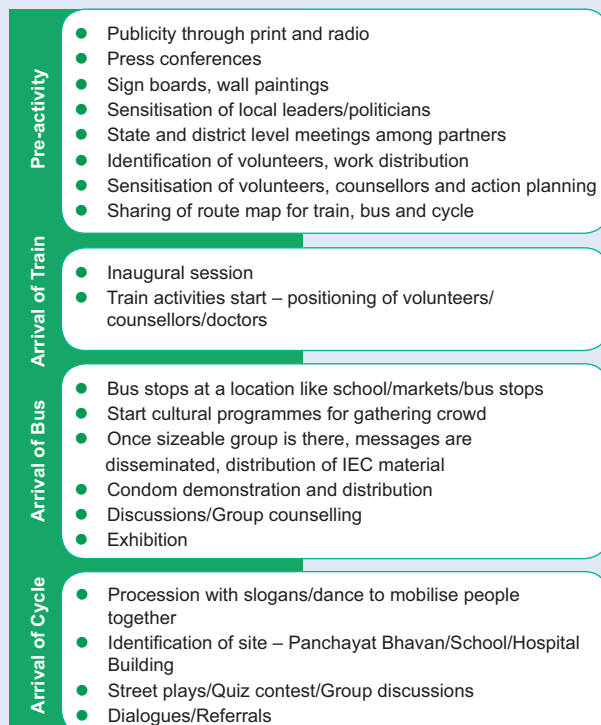 Pre-activity
● Publicity through print and radio
● Press conferences
● Sign boards, wall paintings
● Sensitisation of local leaders/politicians
● State and district level meetings among partners
● Identification of volunteers, work distribution
● Sensitisation of volunteers, counsellors and action planning
● Sharing of route map for train, bus and cycle
Arrival of Train
● Inaugural session
● Train activities start – positioning of volunteers/
counsellors/doctors
Arrival of Bus
● Bus stops at a location like school/markets/bus stops
● Start cultural programmes for gathering crowd
● Once sizeable group is there, messages are
disseminated, distribution of IEC material
● Condom demonstration and distribution
● Discussions/Group counselling
● Exhibition
Arrival of Cycle
● Procession with slogans/dance to mobilise people
together
● Identification of site – Panchayat Bhavan/School/Hospital
Building
● Street plays/Quiz contest/Group discussions
● Dialogues/Referrals